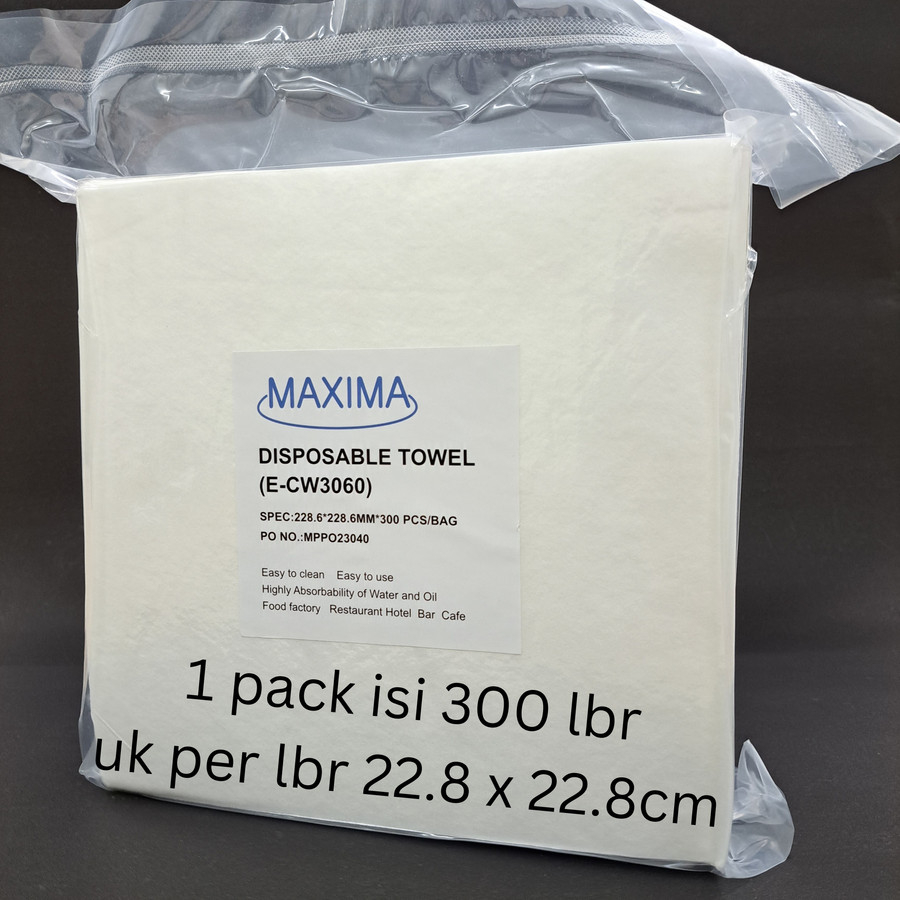 MAXIMA
DISPOSABLE TOWEL
(E-CW3060)
SPEC:228.6*228.6MM*300 PCS/BAG
PO NO.:MPPO23040
Easy to clean Easy to use
Highly Absorbability of Water and Oil
Food factory Restaurant Hotel Bar Cafe
1 pack isi 300 lbr
uk per lbr 22.8 x 22.8cm